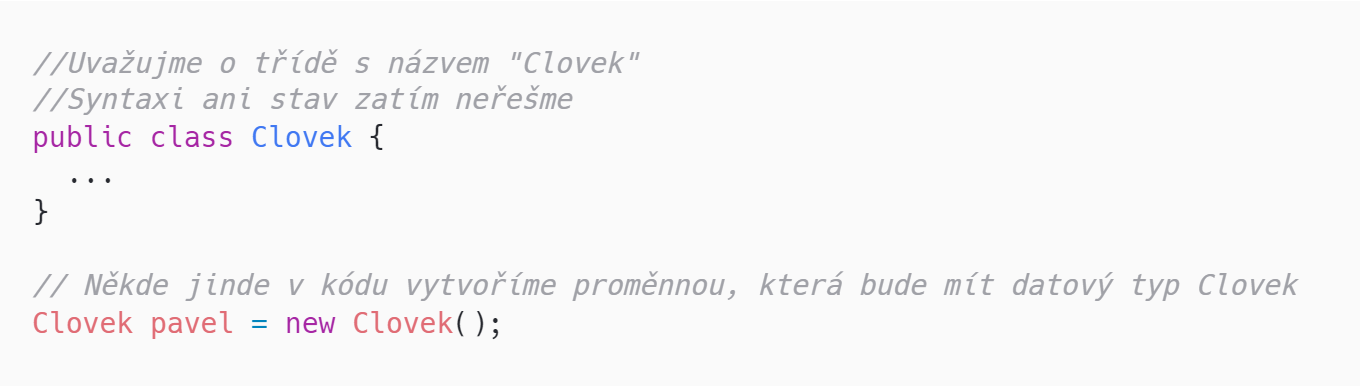 //Uvažujme o třídě s názvem "Clovek"
//Syntaxi ani stav zatím neřešme
public class Clovek {
  ...
}
// Někde jinde v kódu vytvoříme proměnnou, která bude mít datový typ Clovek
Clovek pavel = new Clovek();